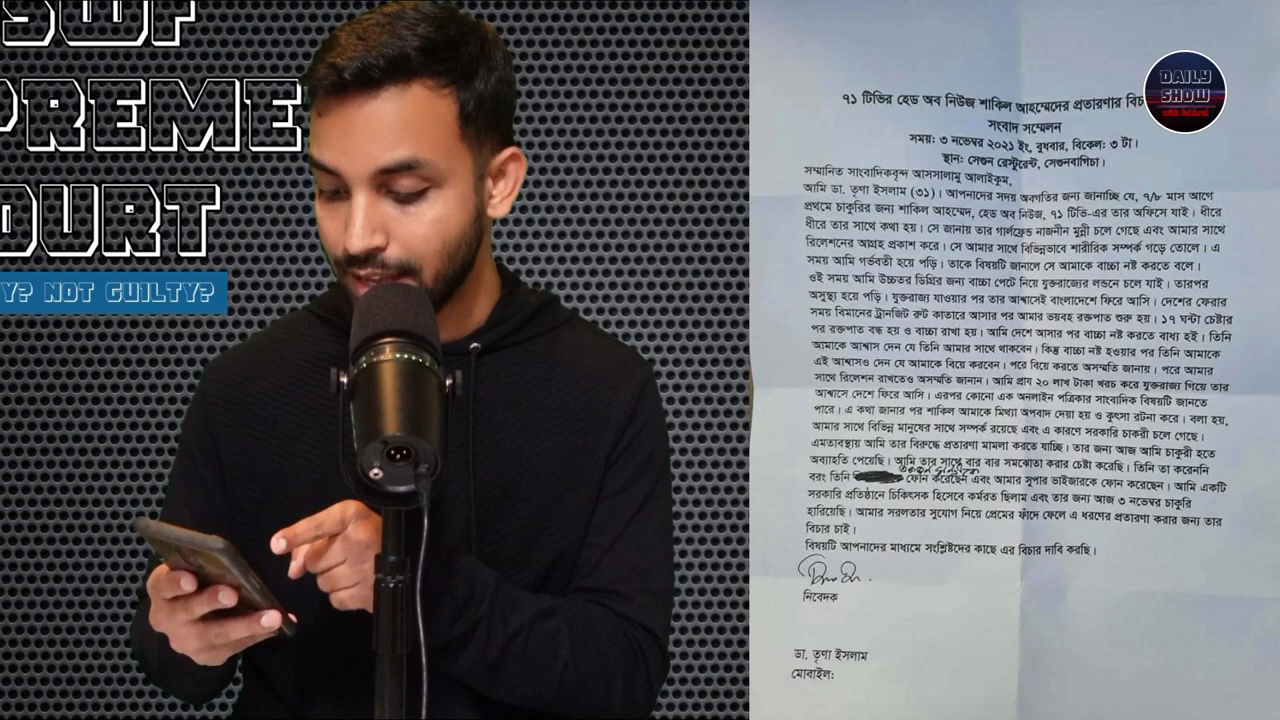 SWF
PREME
OURT
Y? NOT GUILTY?
DAILY
SHOW
৭১ টিভির হেড অব নিউজ শাকিল আহম্মেদের প্রতারণার বিচ
সংবাদ সম্মেলন
সময়: ৩ নভেম্বর ২০২১ ইং, বুধবার, বিকেল: ৩ টা।
স্থান: সেগুন রেস্টুরেন্ট, সেগুনবাগিচা।
সম্মানিত সাংবাদিকবৃন্দ আসসালামু আলাইকুম,
আমি ডা. তৃণা ইসলাম (৩১)। আপনাদের সদয় অবগতির জন্য জানাচ্ছি যে, ৭/৮ মাস আগে
প্রথমে চাকুরির জন্য শাকিল আহম্মেদ, হেড অব নিউজ, ৭১ টিভি-এর তার অফিসে যাই। ধীরে
ধীরে তার সাথে কথা হয়। সে জানায় তার গার্লফ্রেন্ড নাজনীন মুন্নী চলে গেছে এবং আমার সাথে
রিলেশনের আগ্রহ প্রকাশ করে। সে আমার সাথে বিভিন্নভাবে শারীরিক সম্পর্ক গড়ে তোলে। এ
সময় আমি গর্ভবতী হয়ে পড়ি। তাকে বিষয়টি জানালে সে আমাকে বাচ্চা নষ্ট করতে বলে।
ওই সময় আমি উচ্চতর ডিগ্রির জন্য বাচ্চা পেটে নিয়ে যুক্তরাজ্যের লন্ডনে চলে যাই। তারপর
অসুস্থ্য হয়ে পড়ি। যুক্তরাজ্য যাওয়ার পর তার আশ্বাসেই বাংলাদেশে ফিরে আসি। দেশের ফেরার
সময় বিমানের ট্রানজিট রুট কাতারে আসার পর আমার ভয়াবহ রক্তপাত শুরু হয়। ১৭ ঘন্টা চেষ্টার
পর রক্তপাত বন্ধ হয় ও বাচ্চা রাখা হয়। আমি দেশে আসার পর বাচ্চা নষ্ট করতে বাধ্য হই। তিনি
আমাকে আশ্বাস দেন যে তিনি আমার সাথে থাকবেন। কিন্তু বাচ্চা নষ্ট হওয়ার পর তিনি আমাকে
এই আশ্বাসও দেন যে আমাকে বিয়ে করবেন। পরে বিয়ে করতে অসম্মতি জানায়। পরে আমার
সাথে রিলেশন রাখতেও অসম্মতি জানান। আমি প্রায় ২০ লাখ টাকা খরচ করে যুক্তরাজ্য গিয়ে তার
আশ্বাসে দেশে ফিরে আসি। এরপর কোনো এক অনলাইন পত্রিকার সাংবাদিক বিষয়টি জানতে
পারে। এ কথা জানার পর শাকিল আমাকে মিথ্যা অপবাদ দেয়া হয় ও কুৎসা রটনা করে। বলা হয়,
আমার সাথে বিভিন্ন মানুষের সাথে সম্পর্ক রয়েছে এবং এ কারণে সরকারি চাকরী চলে গেছে।
এমতাবস্থায় আমি তার বিরুদ্ধে প্রতারণা মামলা করতে যাচ্ছি। তার জন্য আজ আমি চাকুরী হতে
অব্যাহতি পেয়েছি। আমি তার সাথে বার বার সমঝোতা করার চেষ্টা করেছি। তিনি তা করেননি
বরং তিনি ফোন করেছেন এবং আমার সুপার ভাইজারকে ফোন করেছেন। আমি একটি
সরকারি প্রতিষ্ঠানে চিকিৎসক হিসেবে কর্মরত ছিলাম এবং তার জন্য আজ ৩ নভেম্বর চাকুরি
হারিয়েছি। আমার সরলতার সুযোগ নিয়ে প্রেমের ফাঁদে ফেলে এ ধরণের প্রতারণা করার জন্য তার
বিচার চাই।
বিষয়টি আপনাদের মাধ্যমে সংশ্লিষ্টদের কাছে এর বিচার দাবি করছি।
নিবেদক
ডা. তৃণা ইসলাম
মোবাইল: